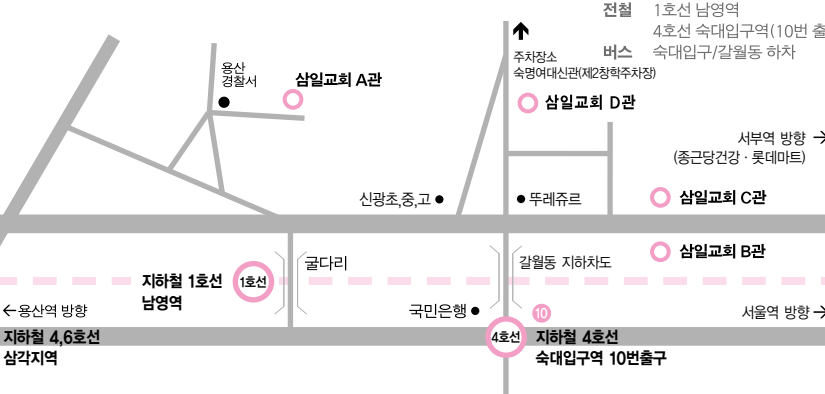 전철 1호선 남영역
4호선 숙대입구역(10번 출
버스 숙대입구/갈월동 하차
주차장소
숙명여대신관(제2창학주차장)
용산
경찰서
삼일교회 A관
삼일교회 D관
서부역 방향
(종근당건강 · 롯데마트)
신광초,중,고
뚜레쥬르
삼일교회 C관
삼일교회 B관
굴다리
갈월동 지하차도
지하철 1호선
남영역
1호선
용산역 방향
국민은행
10
서울역 방향
지하철 4,6호선
삼각지역
4호선
지하철 4호선
숙대입구역 10번출구